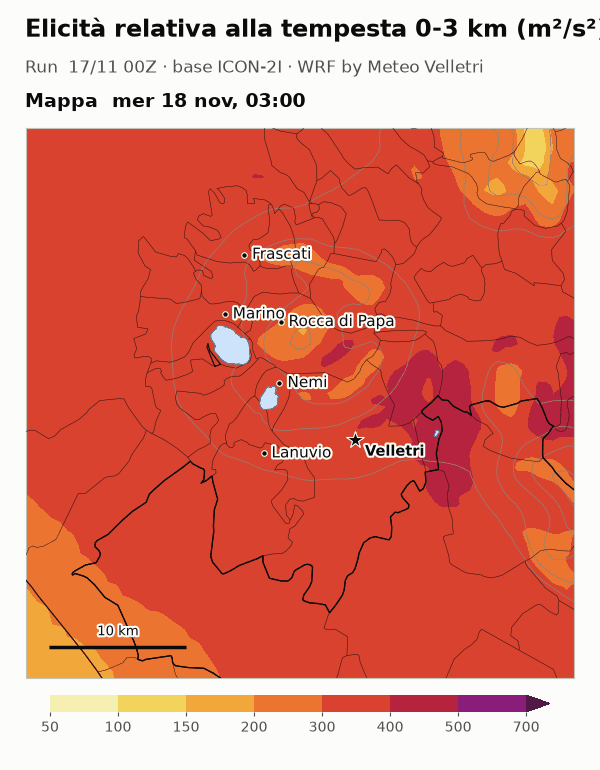 Elicità relativa alla tempesta 0-3 km (m²/s²)
Run 17/11 00Z · base ICON-2I · WRF by Meteo Velletri
Mappa mer 18 nov, 03:00
Frascati
Marino
Rocca di Papa
Nemi
Velletri
Lanuvio
10 km
50 100 150 200 300 400 500 700